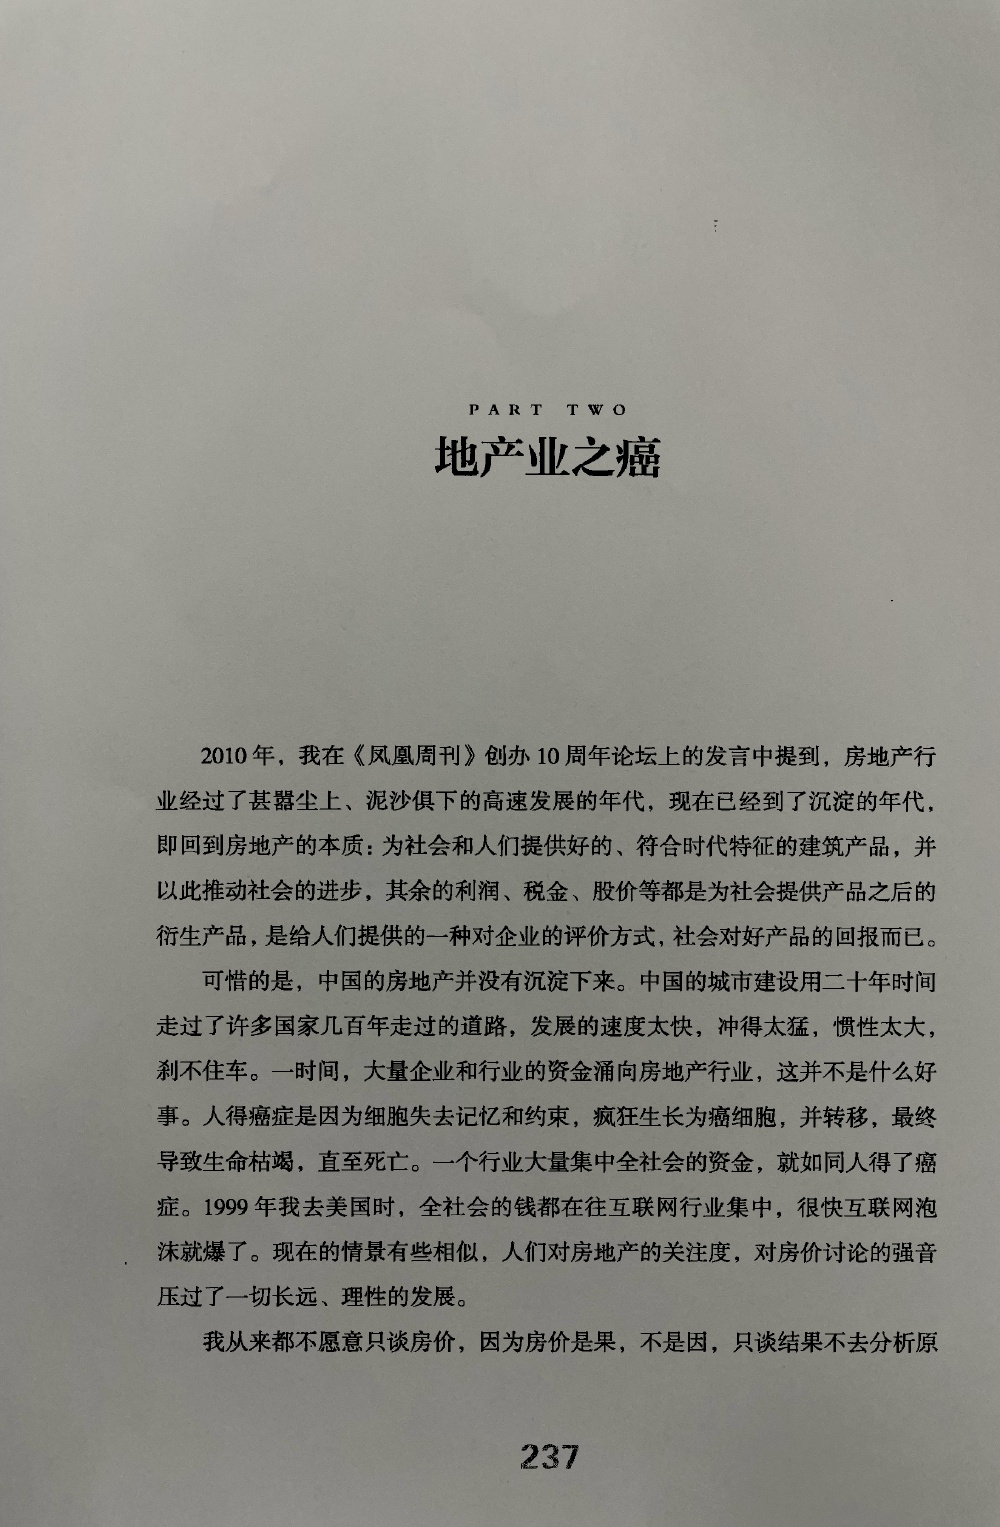 PART TWO
地产业之癌
2010 年，我在《凤凰周刊》创办 10 周年论坛上的发言中提到，房地产行
业经过了甚嚣尘上、泥沙俱下的高速发展的年代，现在已经到了沉淀的年代，
即回到房地产的本质：为社会和人们提供好的、符合时代特征的建筑产品，并
以此推动社会的进步，其余的利润、税金、股价等都是为社会提供产品之后的
衍生产品，是给人们提供的一种对企业的评价方式，社会对好产品的回报而已。
可惜的是，中国的房地产并没有沉淀下来。中国的城市建设用二十年时间
走过了许多国家几百年走过的道路，发展的速度太快，冲得太猛，惯性太大，
刹不住车。一时间，大量企业和行业的资金涌向房地产行业，这并不是什么好
事。人得癌症是因为细胞失去记忆和约束，疯狂生长为癌细胞，并转移，最终
导致生命枯竭，直至死亡。一个行业大量集中全社会的资金，就如同人得了癌
症。1999 年我去美国时，全社会的钱都在往互联网行业集中，很快互联网泡
沫就爆了。现在的情景有些相似，人们对房地产的关注度，对房价讨论的强音
压过了一切长远、理性的发展。
我从来都不愿意只谈房价，因为房价是果，不是因，只谈结果不去分析原
237